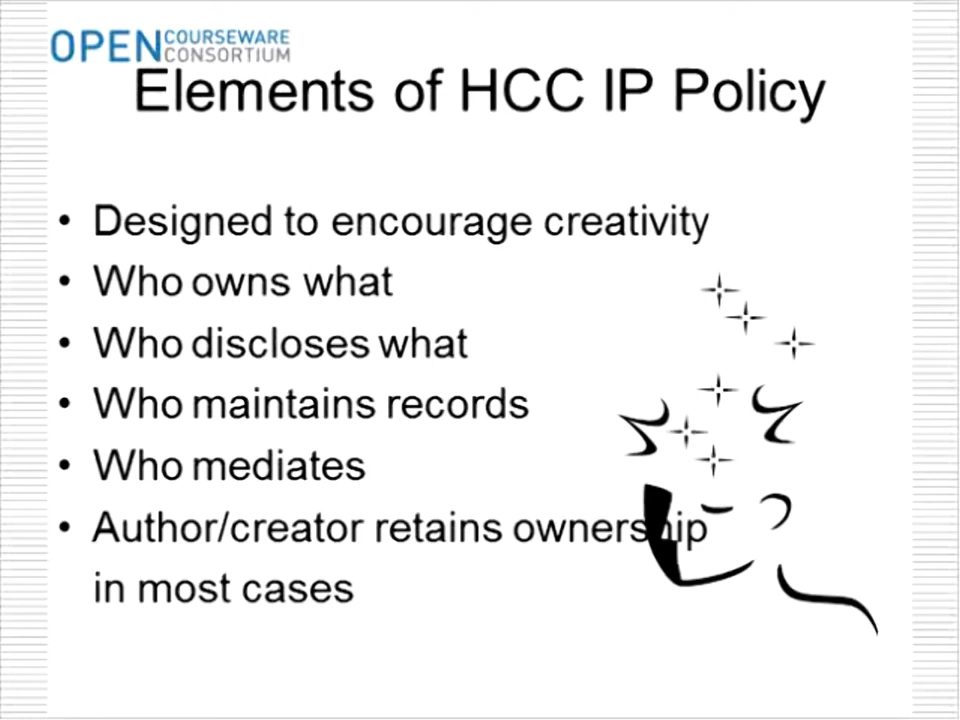 OPEN COURSEWARE CONSORTIUM
Elements of HCC IP Policy
• Designed to encourage creativity
• Who owns what
• Who discloses what
• Who maintains records
• Who mediates
• Author/creator retains ownership
in most cases